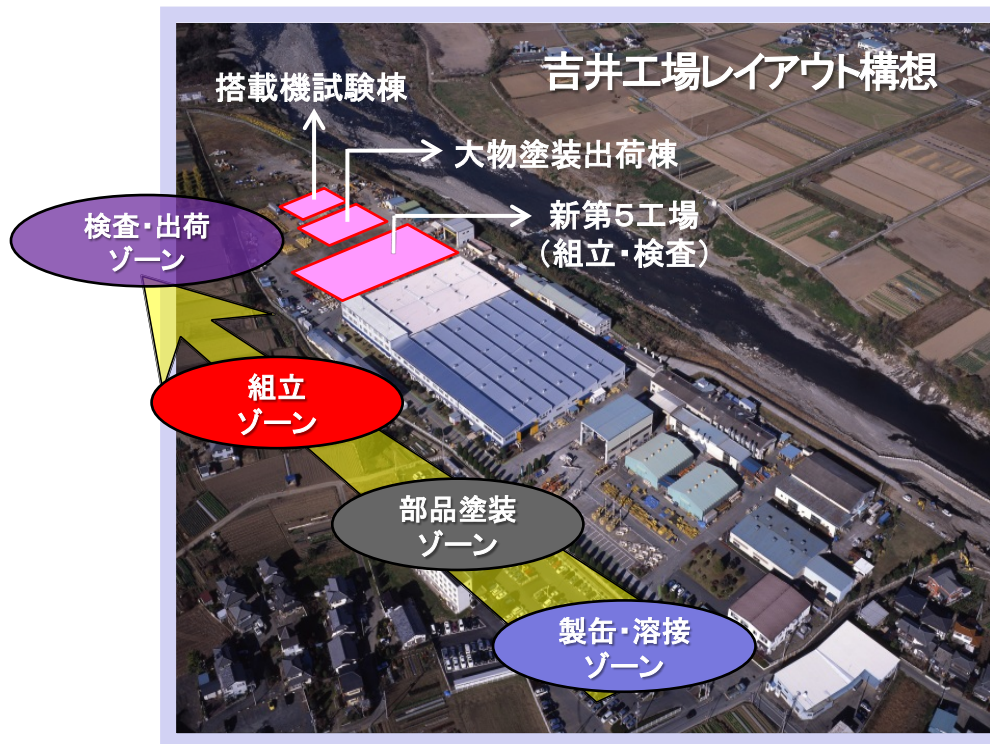 吉井工場レイアウト構想
搭載機試験棟
大物塗装出荷棟
新第5工場
（組立・検査）
検査・出荷
ゾーン
組立
ゾーン
部品塗装
ゾーン
製缶・溶接
ゾーン